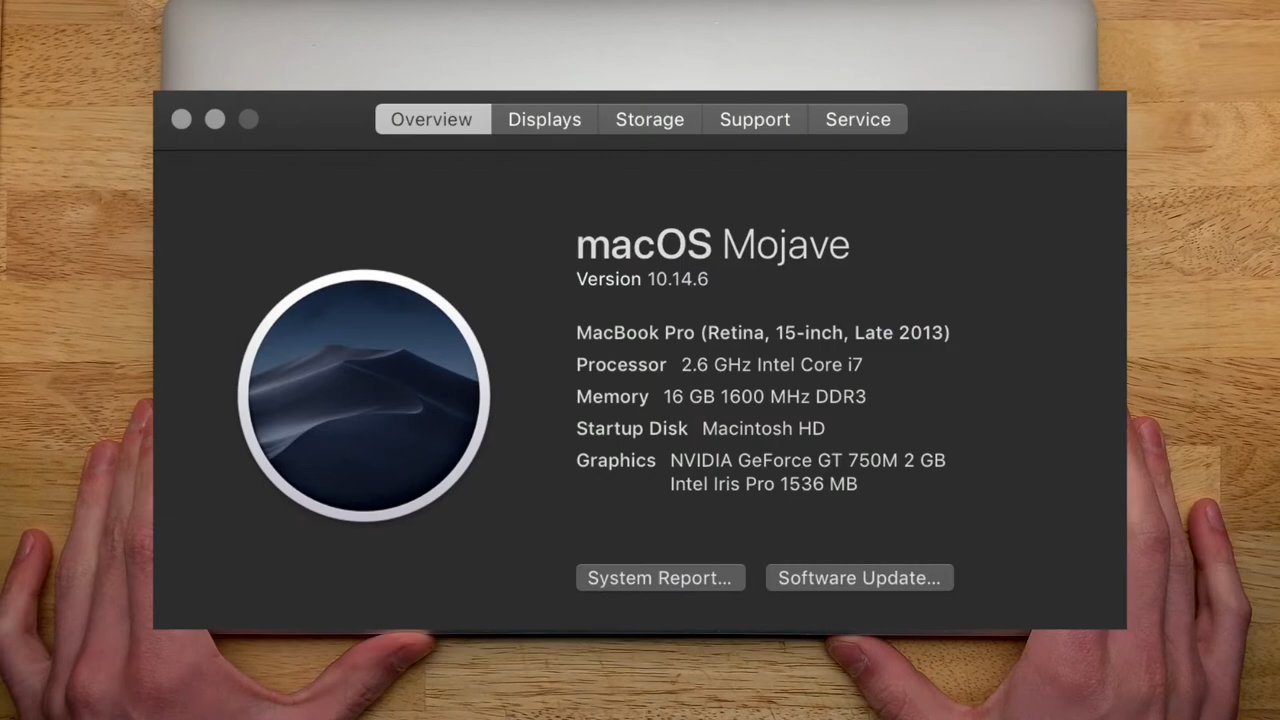 Overview Displays Storage Support Service
macOS Mojave
Version 10.14.6
MacBook Pro (Retina, 15-inch, Late 2013)
Processor 2.6 GHz Intel Core i7
Memory 16 GB 1600 MHz DDR3
Startup Disk Macintosh HD
Graphics NVIDIA GeForce GT 750M 2 GB
Intel Iris Pro 1536 MB
System Report... Software Update...